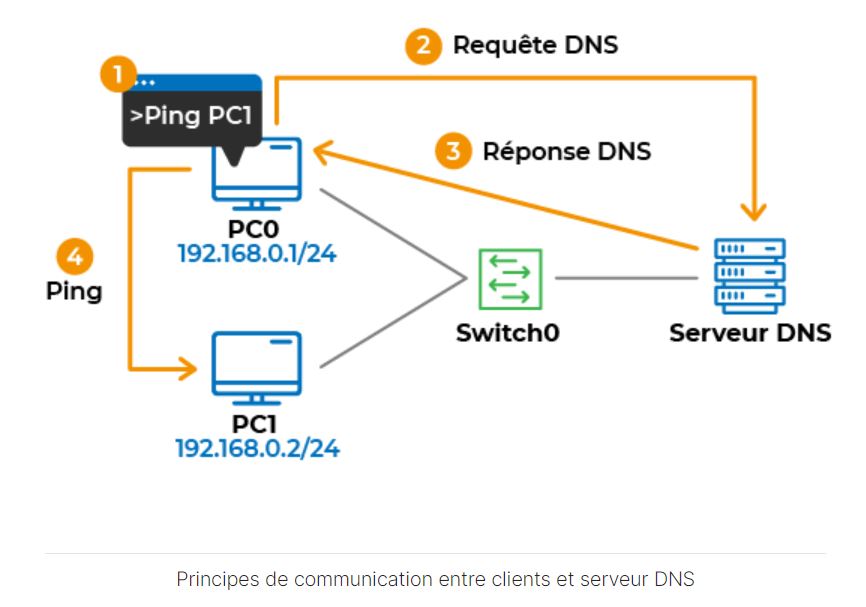 2 Requête DNS
1
>Ping PC1
3 Réponse DNS
PC0
192.168.0.1/24
4
Ping
Switch0
Serveur DNS
PC1
192.168.0.2/24
Principes de communication entre clients et serveur DNS